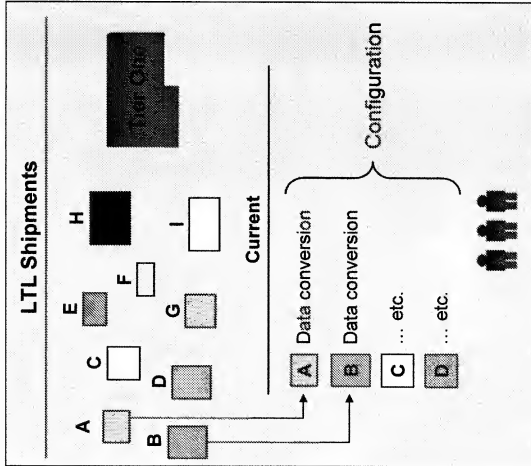 LTL Shipments
A
B
C
D
E
F
G
H
I
Tier One
Current
A Data conversion
B Data conversion
C .... etc.
D ... etc.
Configuration